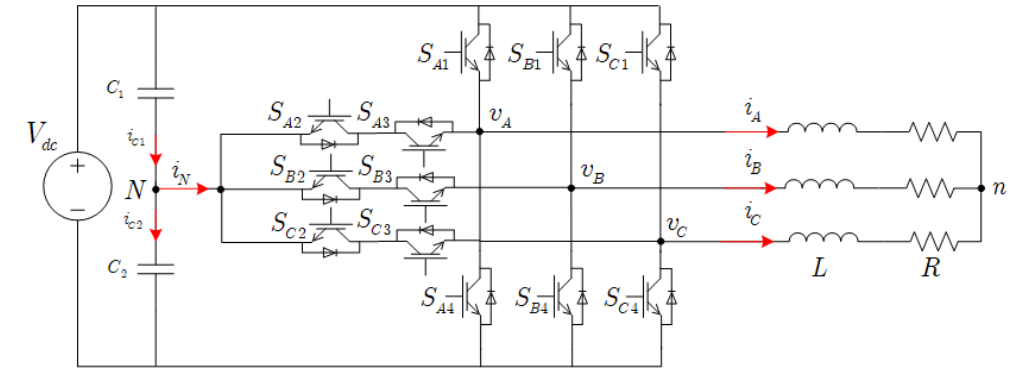 S_A1 S_B1 S_C1
C_1
S_A2 S_A3 v_A i_A
V_dc
i_c1
N i_N S_B2 S_B3 v_B i_B n
i_c2
S_C2 S_C3 v_C i_C
C_2 L R
S_A4 S_B4 S_C4